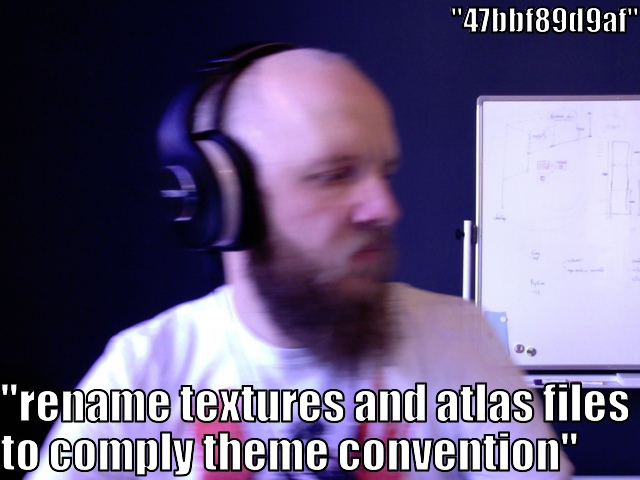 "47bbf89d9af"
"rename textures and atlas files
to comply theme convention"